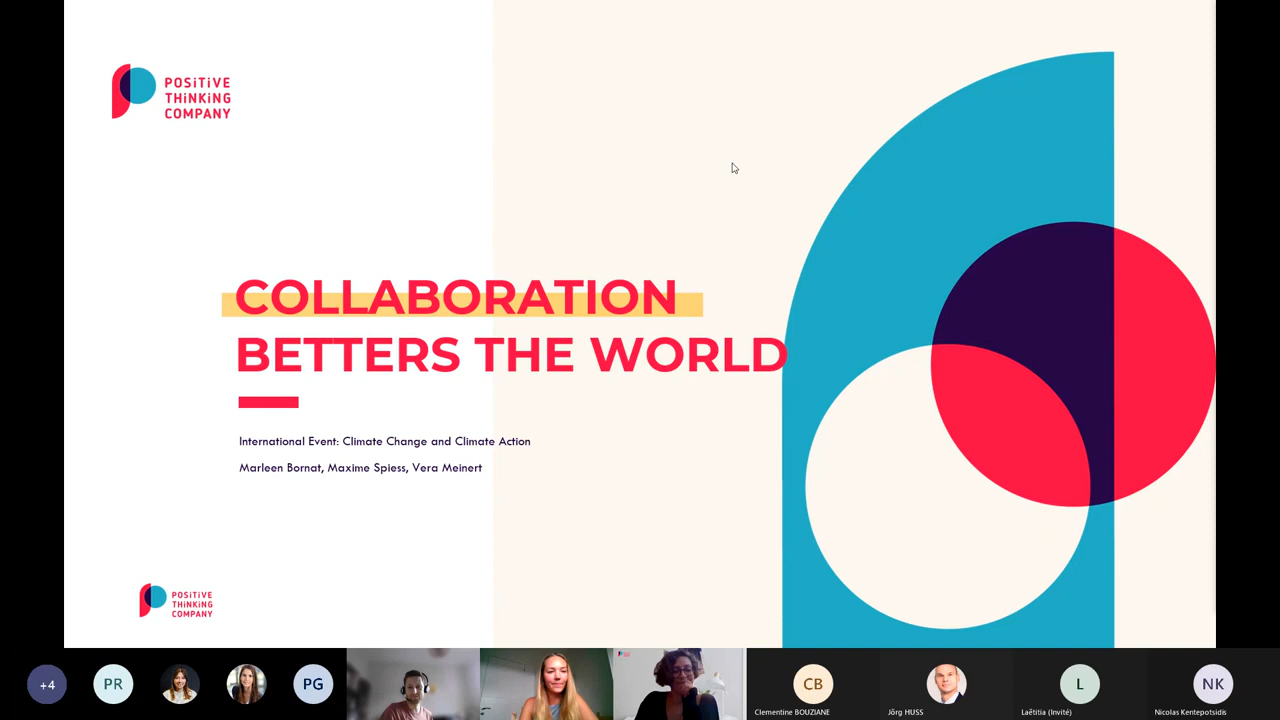 POSiTiVE
THiNKiNG
COMPANY
COLLABORATION
BETTERS THE WORLD
International Event: Climate Change and Climate Action
Marleen Bornat, Maxime Spiess, Vera Meinert
POSiTiVE
THiNKiNG
COMPANY
+4
PR
PG
CB
L
NK
Clementine BOUZIANE
Jörg HUSS
Laëtitia (Invité)
Nicolas Kentepotsidis